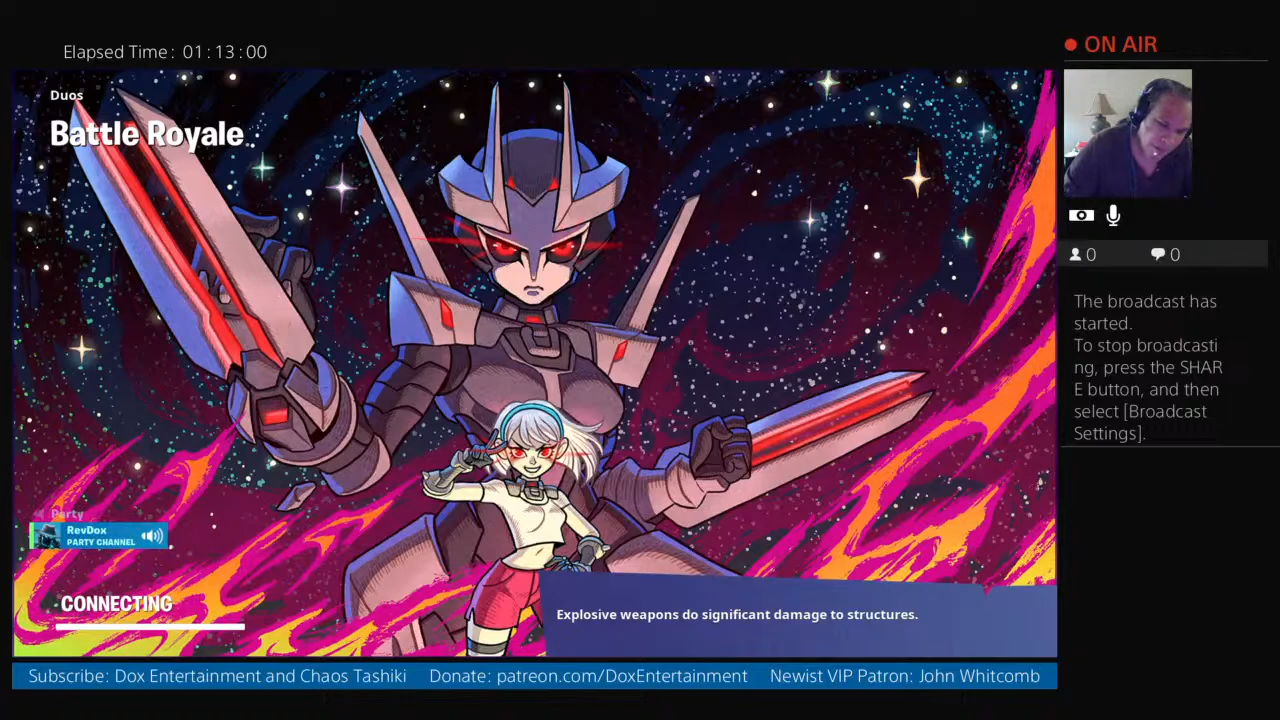 Elapsed Time: 01:13:00
ON AIR
Duos
Battle Royale
0
0
The broadcast has
started.
To stop broadcasti
ng, press the SHAR
E button, and then
select [Broadcast
Settings].
Party
RevDox
PARTY CHANNEL
CONNECTING
Explosive weapons do significant damage to structures.
Subscribe: Dox Entertainment and Chaos Tashiki Donate: patreon.com/DoxEntertainment Newist VIP Patron: John Whitcomb